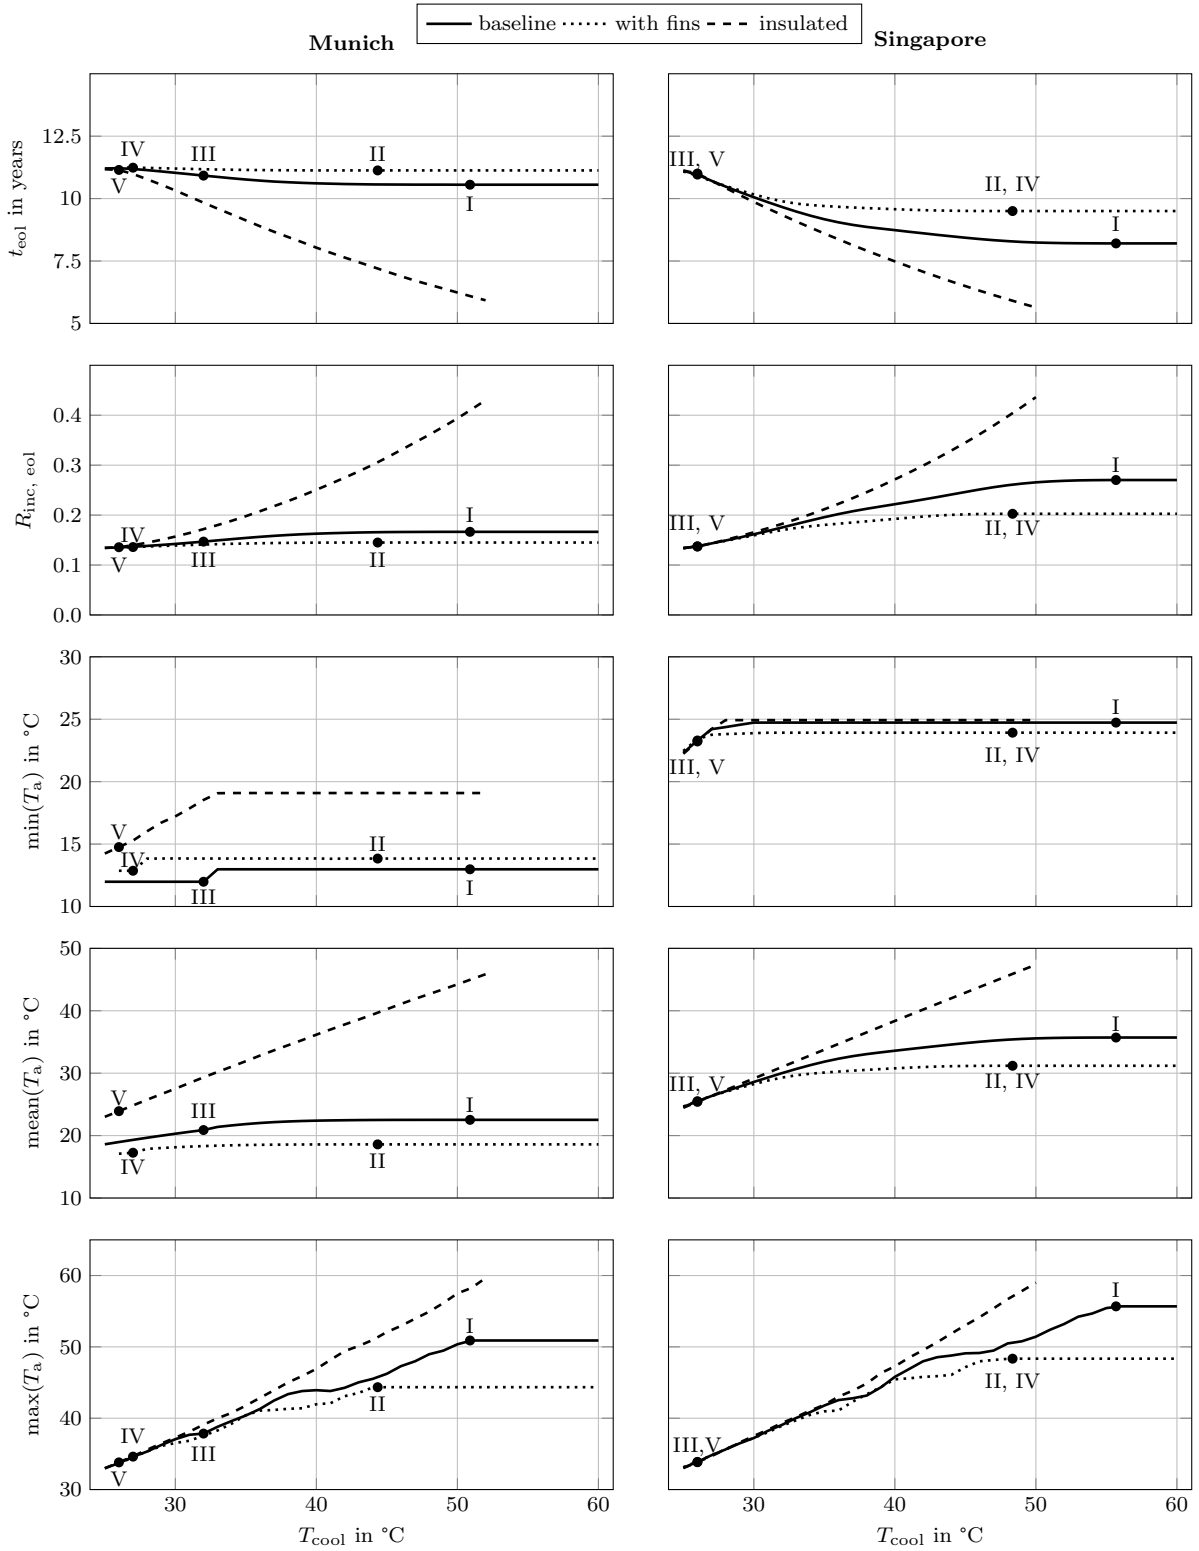 baseline with fins insulated
Munich Singapore
12.5
10
7.5
5
t_eol in years
IV
V
III
II
I
III, V
II, IV
I
0.4
0.3
0.2
0.1
0.0
R_inc, eol
IV
V
III
II
I
III, V
II, IV
I
30
25
20
15
10
min(T_a) in °C
V
IV
III
II
I
III, V
II, IV
I
50
40
30
20
10
mean(T_a) in °C
V
IV
III
II
I
III, V
II, IV
I
60
50
40
30
max(T_a) in °C
IV
V
III
II
I
III,V
II, IV
I
30 40 50 60
T_cool in °C
30 40 50 60
T_cool in °C